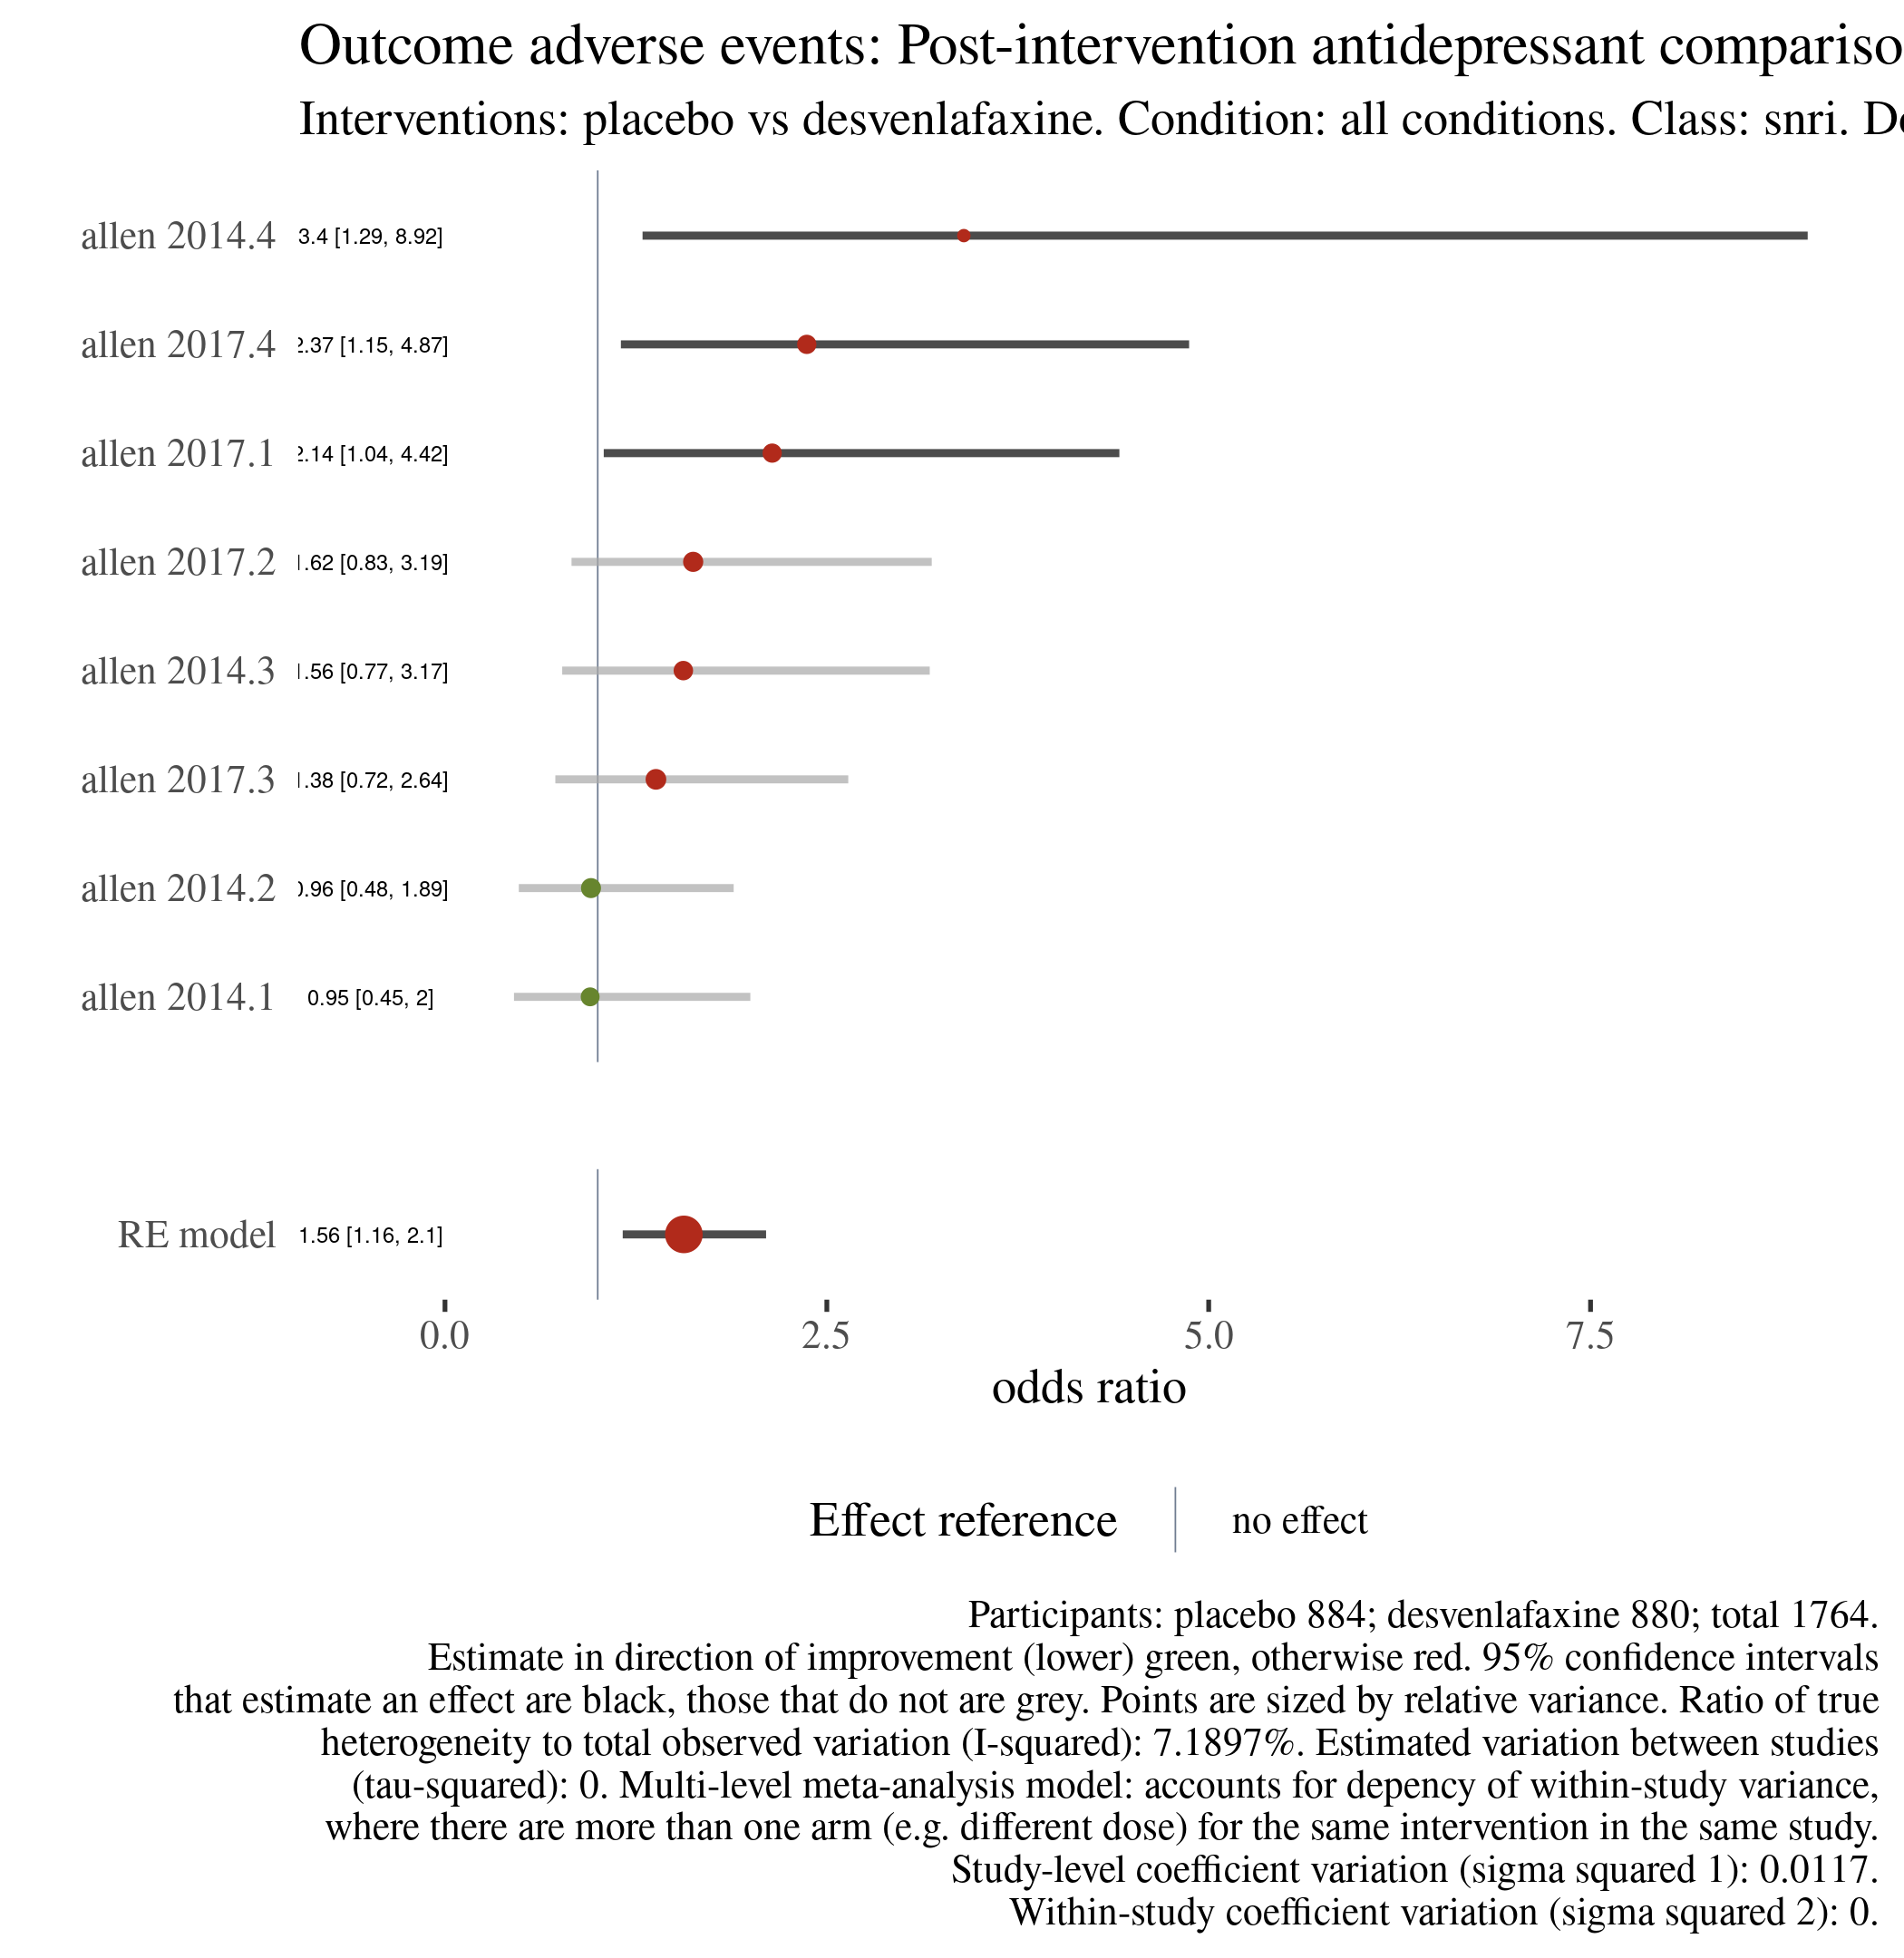 Outcome adverse events: Post-intervention antidepressant compariso
Interventions: placebo vs desvenlafaxine. Condition: all conditions. Class: snri.
allen 2014.4 3.4 [1.29, 8.92]
allen 2017.4 2.37 [1.15, 4.87]
allen 2017.1 2.14 [1.04, 4.42]
allen 2017.2 1.62 [0.83, 3.19]
allen 2014.3 1.56 [0.77, 3.17]
allen 2017.3 1.38 [0.72, 2.64]
allen 2014.2 0.96 [0.48, 1.89]
allen 2014.1 0.95 [0.45, 2]
RE model 1.56 [1.16, 2.1]
0.0 2.5 5.0 7.5
odds ratio
Effect reference no effect
Participants: placebo 884; desvenlafaxine 880; total 1764.
Estimate in direction of improvement (lower) green, otherwise red. 95% confidence intervals
that estimate an effect are black, those that do not are grey. Points are sized by relative variance. Ratio of true
heterogeneity to total observed variation (I-squared): 7.1897%. Estimated variation between studies
(tau-squared): 0. Multi-level meta-analysis model: accounts for depency of within-study variance,
where there are more than one arm (e.g. different dose) for the same intervention in the same study.
Study-level coefficient variation (sigma squared 1): 0.0117.
Within-study coefficient variation (sigma squared 2): 0.